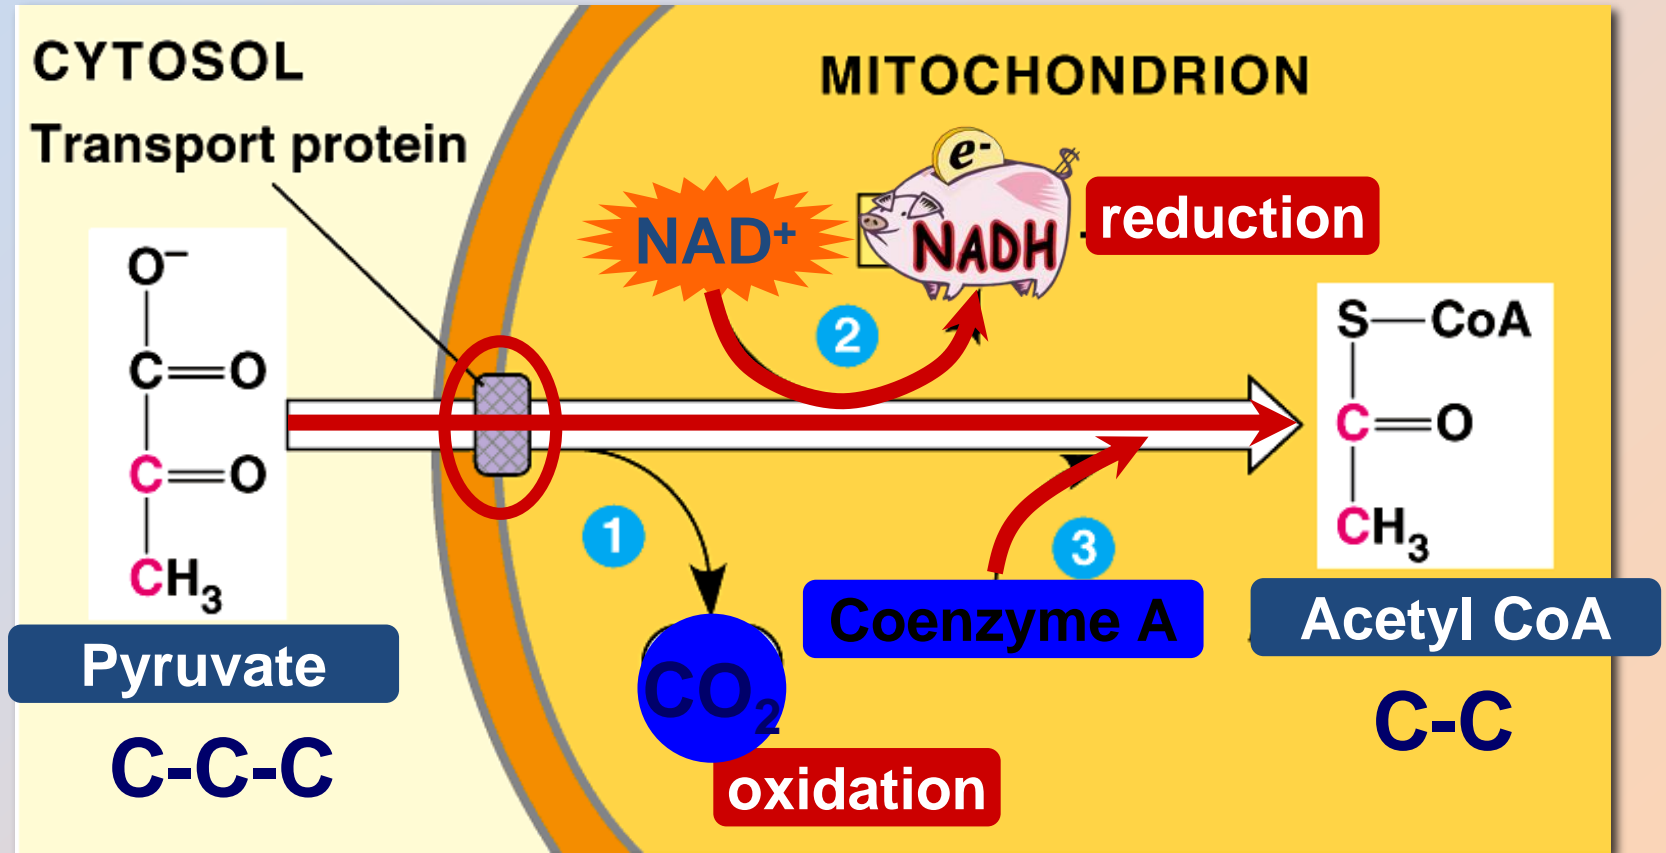 CYTOSOL
MITOCHONDRION
Transport protein
e-
NAD⁺
NADH
reduction
O⁻
C=O
C=O
CH₃
2
S—CoA
C=O
CH₃
1
3
Coenzyme A
Acetyl CoA
Pyruvate
CO₂
C-C
C-C-C
oxidation